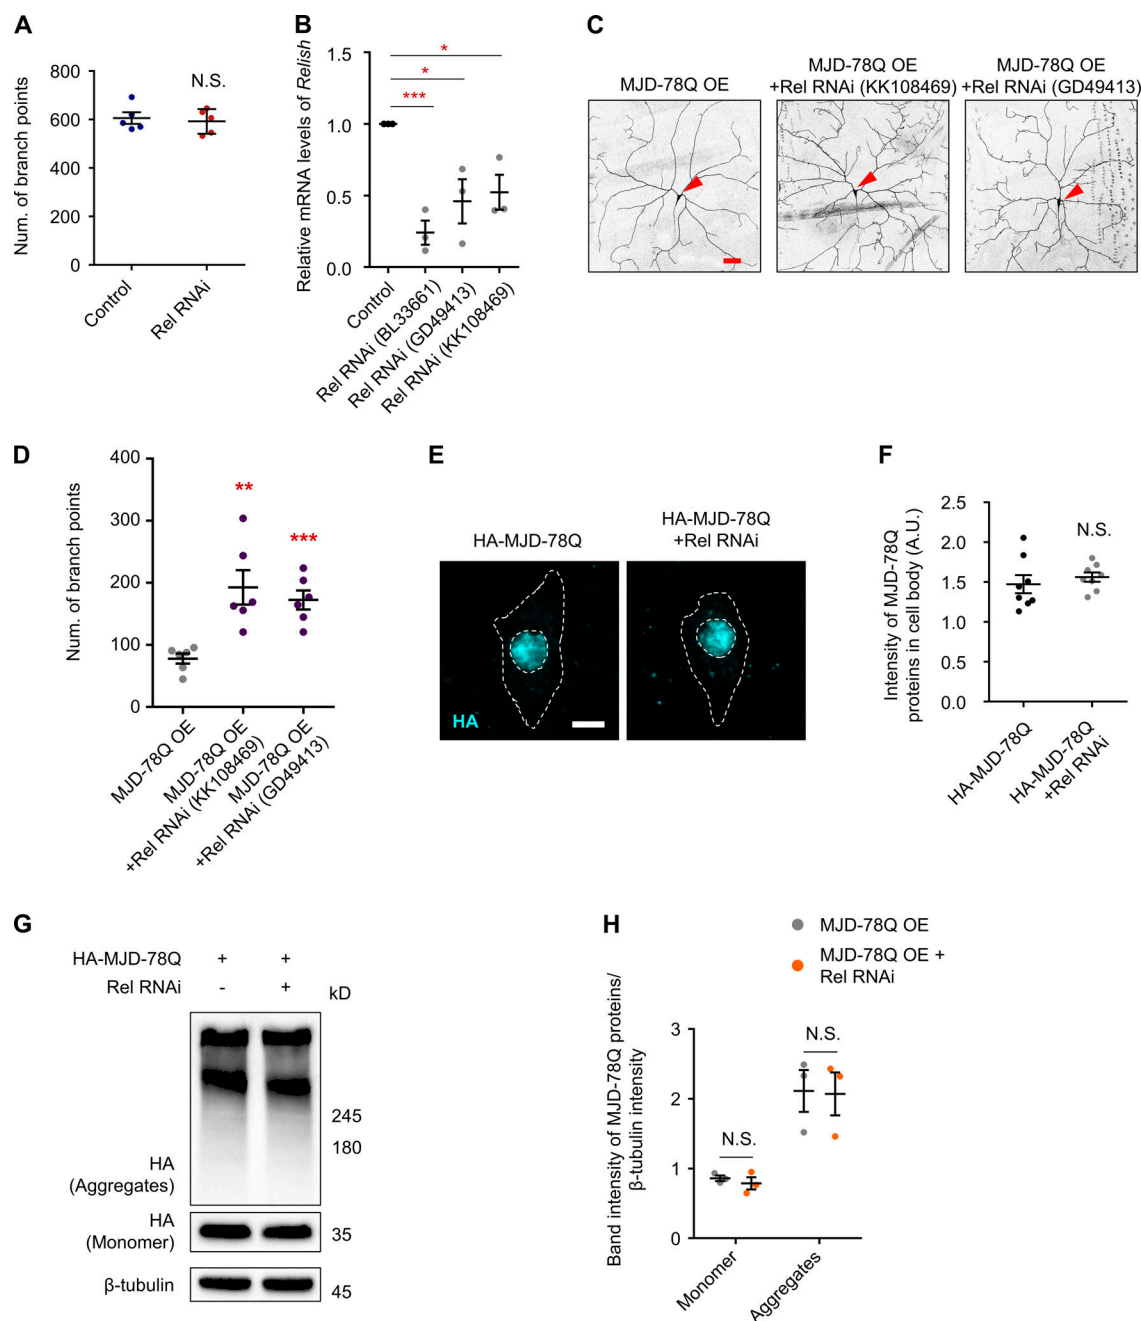 A
Num. of branch points
800
600
400
200
0
N.S.
Control
Rel RNAi
B
Relative mRNA levels of Relish
1.5
1.0
0.5
0.0
*
*
***
Control
Rel RNAi (BL33661)
Rel RNAi (GD49413)
Rel RNAi (KK108469)
C
MJD-78Q OE
MJD-78Q OE
+Rel RNAi (KK108469)
MJD-78Q OE
+Rel RNAi (GD49413)
D
Num. of branch points
400
300
200
100
0
**
***
MJD-78Q OE
MJD-78Q OE
+Rel RNAi (KK108469)
MJD-78Q OE
+Rel RNAi (GD49413)
E
HA-MJD-78Q
HA-MJD-78Q
+Rel RNAi
HA
F
Intensity of MJD-78Q
proteins in cell body (A.U.)
2.5
2.0
1.5
1.0
0.5
0.0
N.S.
HA-MJD-78Q
HA-MJD-78Q
+Rel RNAi
G
HA-MJD-78Q + +
Rel RNAi - +
kD
245
180
HA
(Aggregates)
HA
(Monomer)
35
β-tubulin
45
H
MJD-78Q OE
MJD-78Q OE +
Rel RNAi
Band intensity of MJD-78Q proteins/
β-tubulin intensity
3
2
1
0
N.S.
N.S.
Monomer
Aggregates